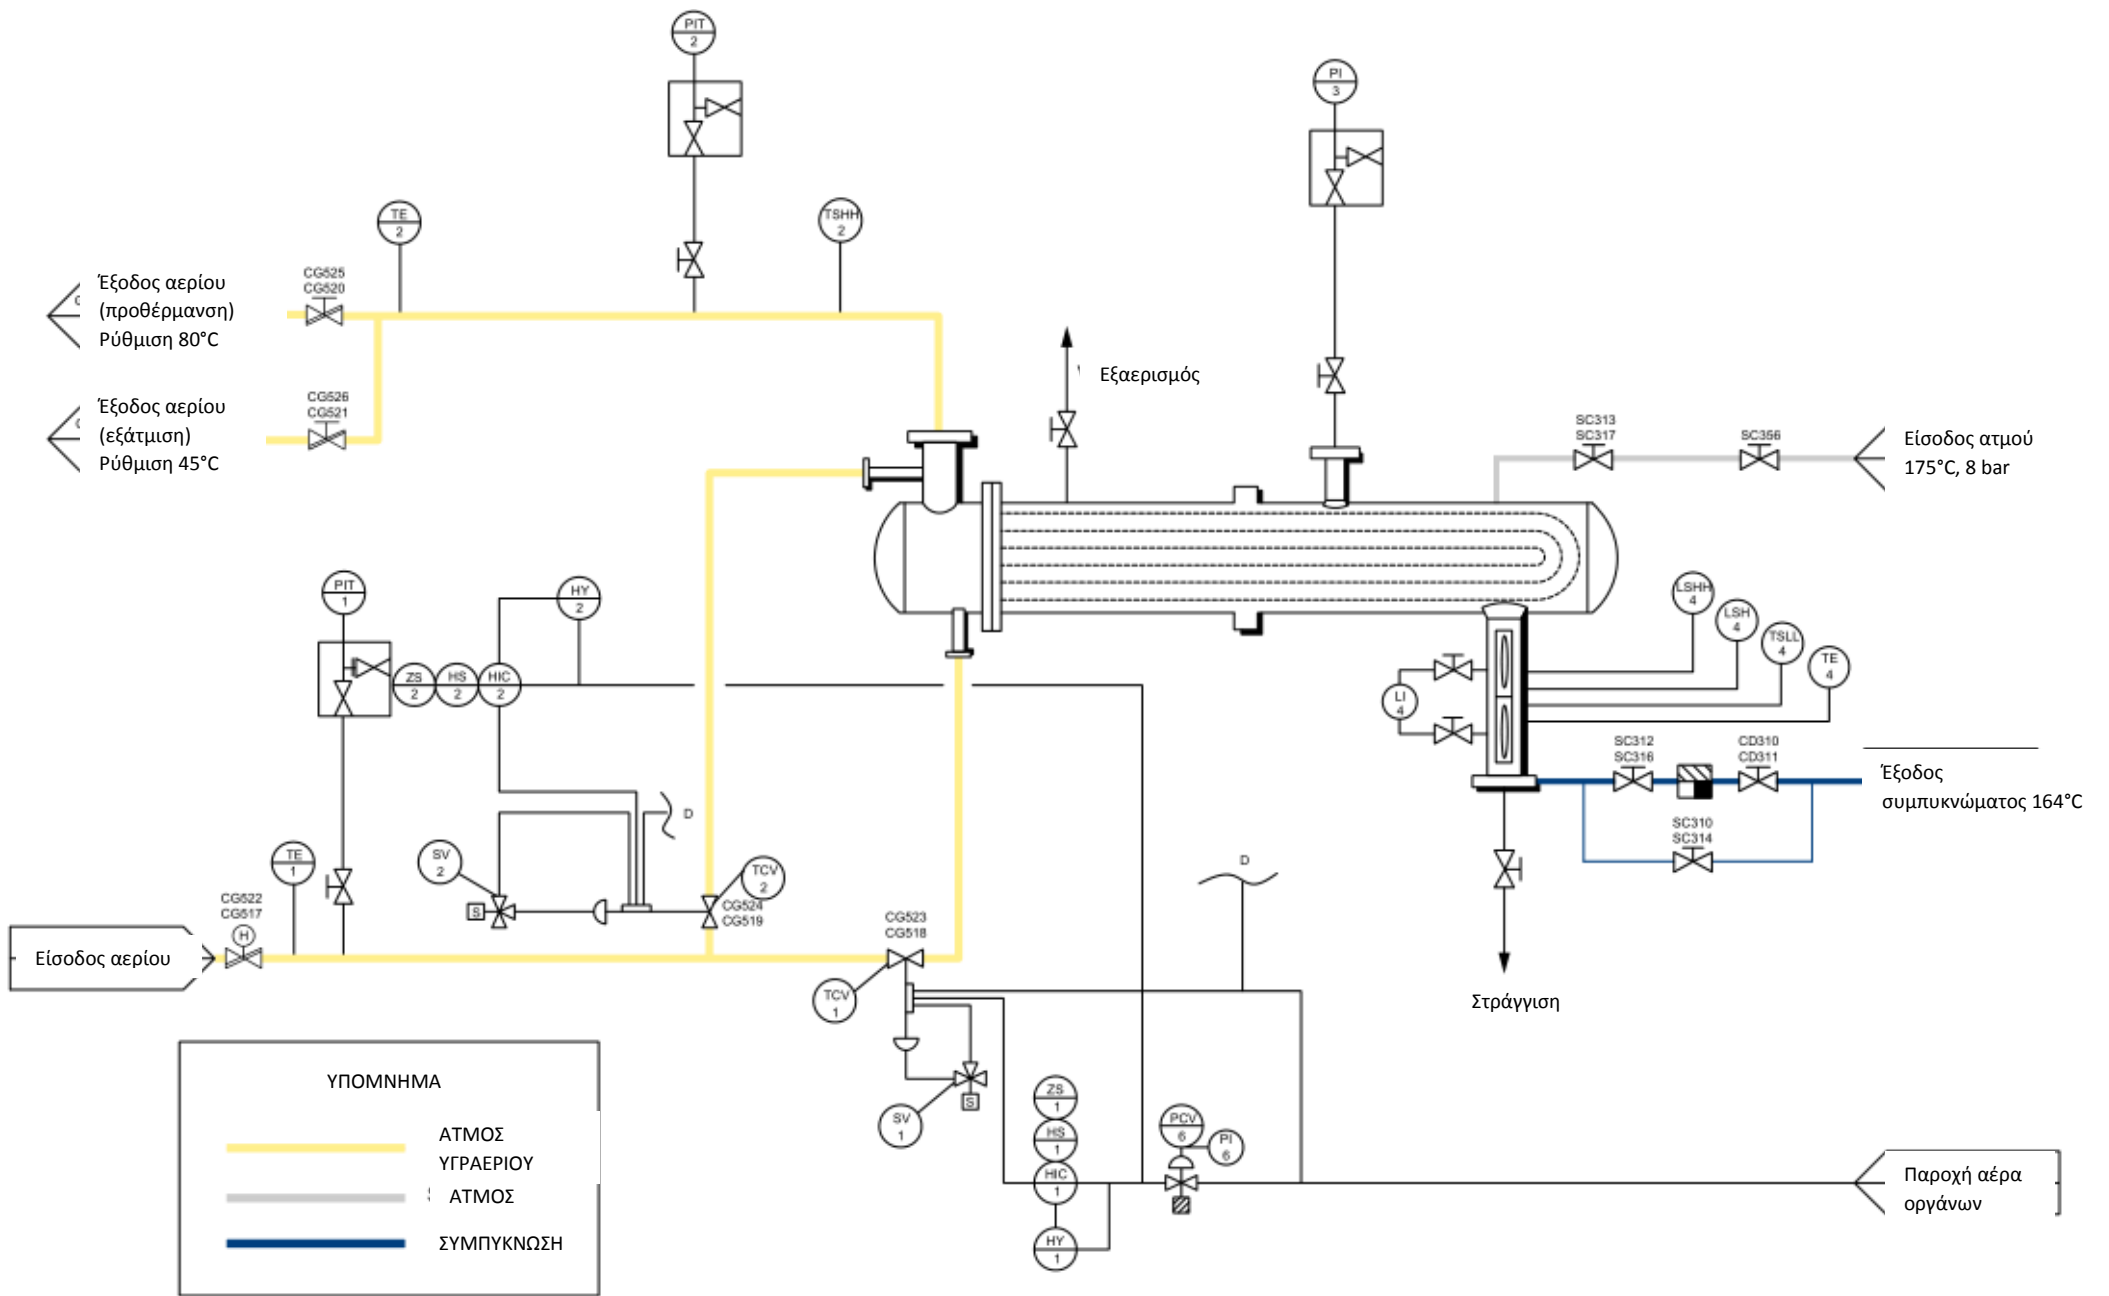 PIT
2
PI
3
TE
2
TSHH
2
CG525
CG520
Έξοδος αερίου
(προθέρμανση)
Ρύθμιση 80°C
Εξαερισμός
CG526
CG521
Έξοδος αερίου
(εξάτμιση)
Ρύθμιση 45°C
SC313
SC317
SC356
Είσοδος ατμού
175°C, 8 bar
PIT
1
HY
2
ZS
2
HS
2
HIC
2
LSHH
4
LSH
4
TSLL
4
TE
4
LI
4
SC312
SC316
CD310
CD311
Έξοδος
συμπυκνώματος 164°C
SC310
SC314
D
SV
2
TCV
2
CG524
CG519
TE
1
CG522
CG517
H
S
CG523
CG518
D
Είσοδος αερίου
TCV
1
Στράγγιση
SV
1
S
ZS
1
HS
1
HIC
1
HY
1
PCV
6
PI
6
Παροχή αέρα
οργάνων
ΥΠΟΜΝΗΜΑ
ΑΤΜΟΣ
ΥΓΡΑΕΡΙΟΥ
ΑΤΜΟΣ
ΣΥΜΠΥΚΝΩΣΗ